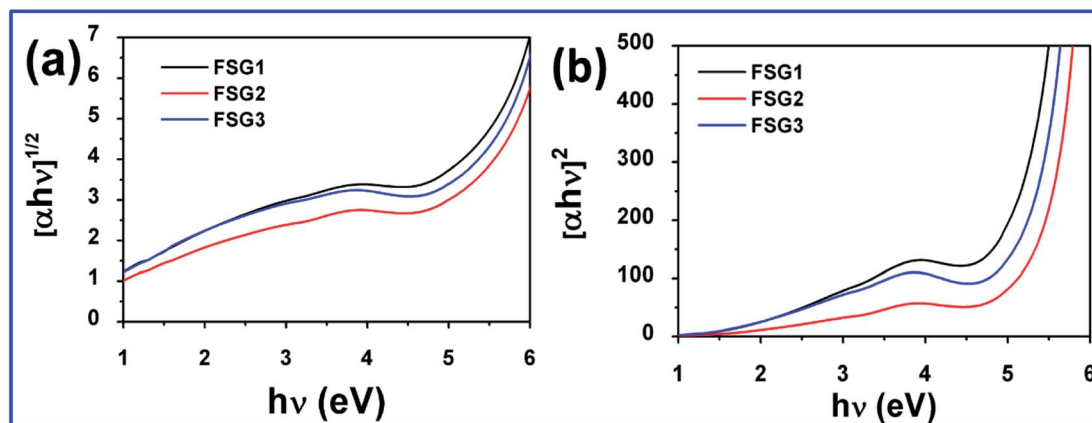 (a)
[αhν]1/2
7
6
5
4
3
2
1
0
FSG1
FSG2
FSG3
1 2 3 4 5 6
hν (eV)
(b)
[αhν]2
500
400
300
200
100
0
FSG1
FSG2
FSG3
1 2 3 4 5 6
hν (eV)